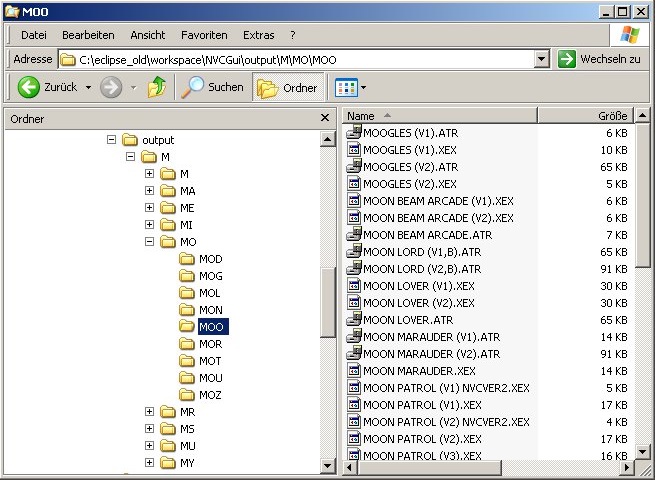 MOO
Datei Bearbeiten Ansicht Favoriten Extras ?
Adresse C:\eclipse_old\workspace\NVCGui\output\M\MO\MOO Wechseln zu
Zurück Suchen Ordner
Ordner
output
M
M
MA
ME
MI
MO
MOD
MOG
MOL
MON
MOO
MOR
MOT
MOU
MOZ
MR
MS
MU
MY
Name Größe
MOOGLES (V1).ATR 6 KB
MOOGLES (V1).XEX 10 KB
MOOGLES (V2).ATR 65 KB
MOOGLES (V2).XEX 5 KB
MOON BEAM ARCADE (V1).XEX 6 KB
MOON BEAM ARCADE (V2).XEX 6 KB
MOON BEAM ARCADE.ATR 7 KB
MOON LORD (V1,B).ATR 65 KB
MOON LORD (V2,B).ATR 91 KB
MOON LOVER (V1).XEX 30 KB
MOON LOVER (V2).XEX 30 KB
MOON LOVER.ATR 65 KB
MOON MARAUDER (V1).ATR 14 KB
MOON MARAUDER (V2).ATR 91 KB
MOON MARAUDER.XEX 14 KB
MOON PATROL (V1) NVCVER2.XEX 5 KB
MOON PATROL (V1).XEX 17 KB
MOON PATROL (V2) NVCVER2.XEX 4 KB
MOON PATROL (V2).XEX 17 KB
MOON PATROL (V3).XEX 16 KB